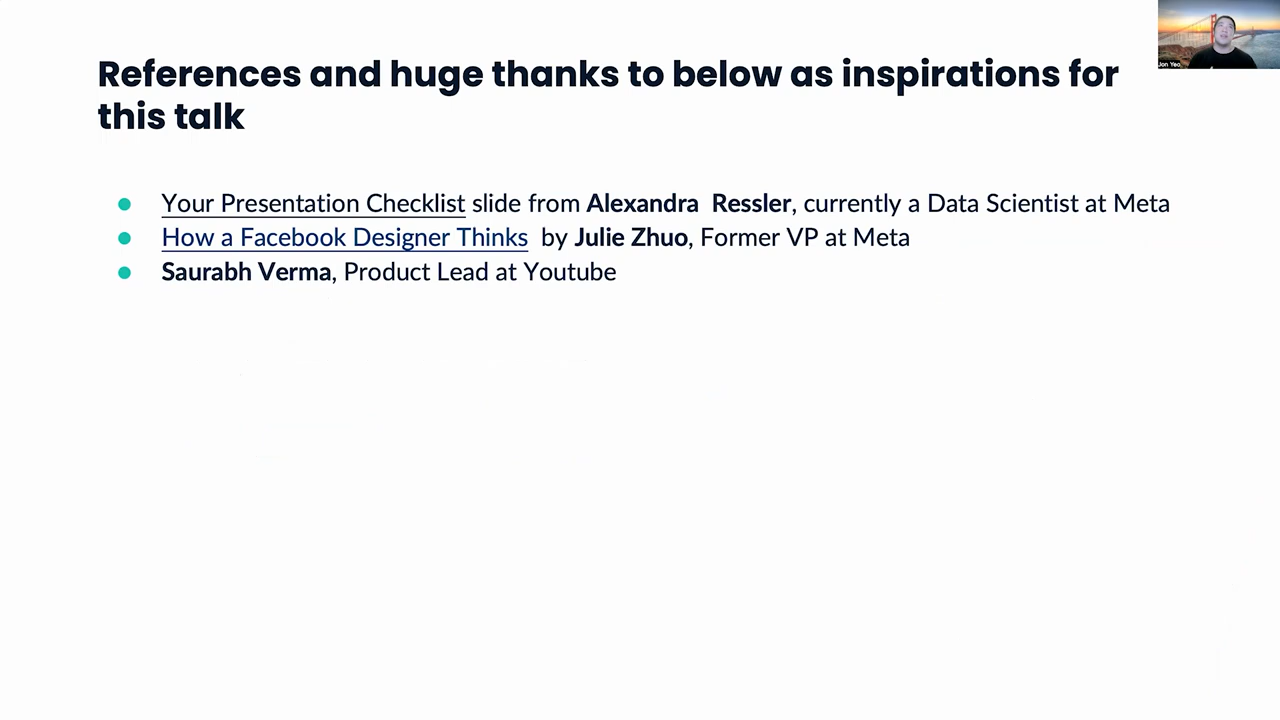 References and huge thanks to below as inspirations for
this talk
Your Presentation Checklist slide from Alexandra Ressler, currently a Data Scientist at Meta
How a Facebook Designer Thinks by Julie Zhuo, Former VP at Meta
Saurabh Verma, Product Lead at Youtube
Jon Yeo